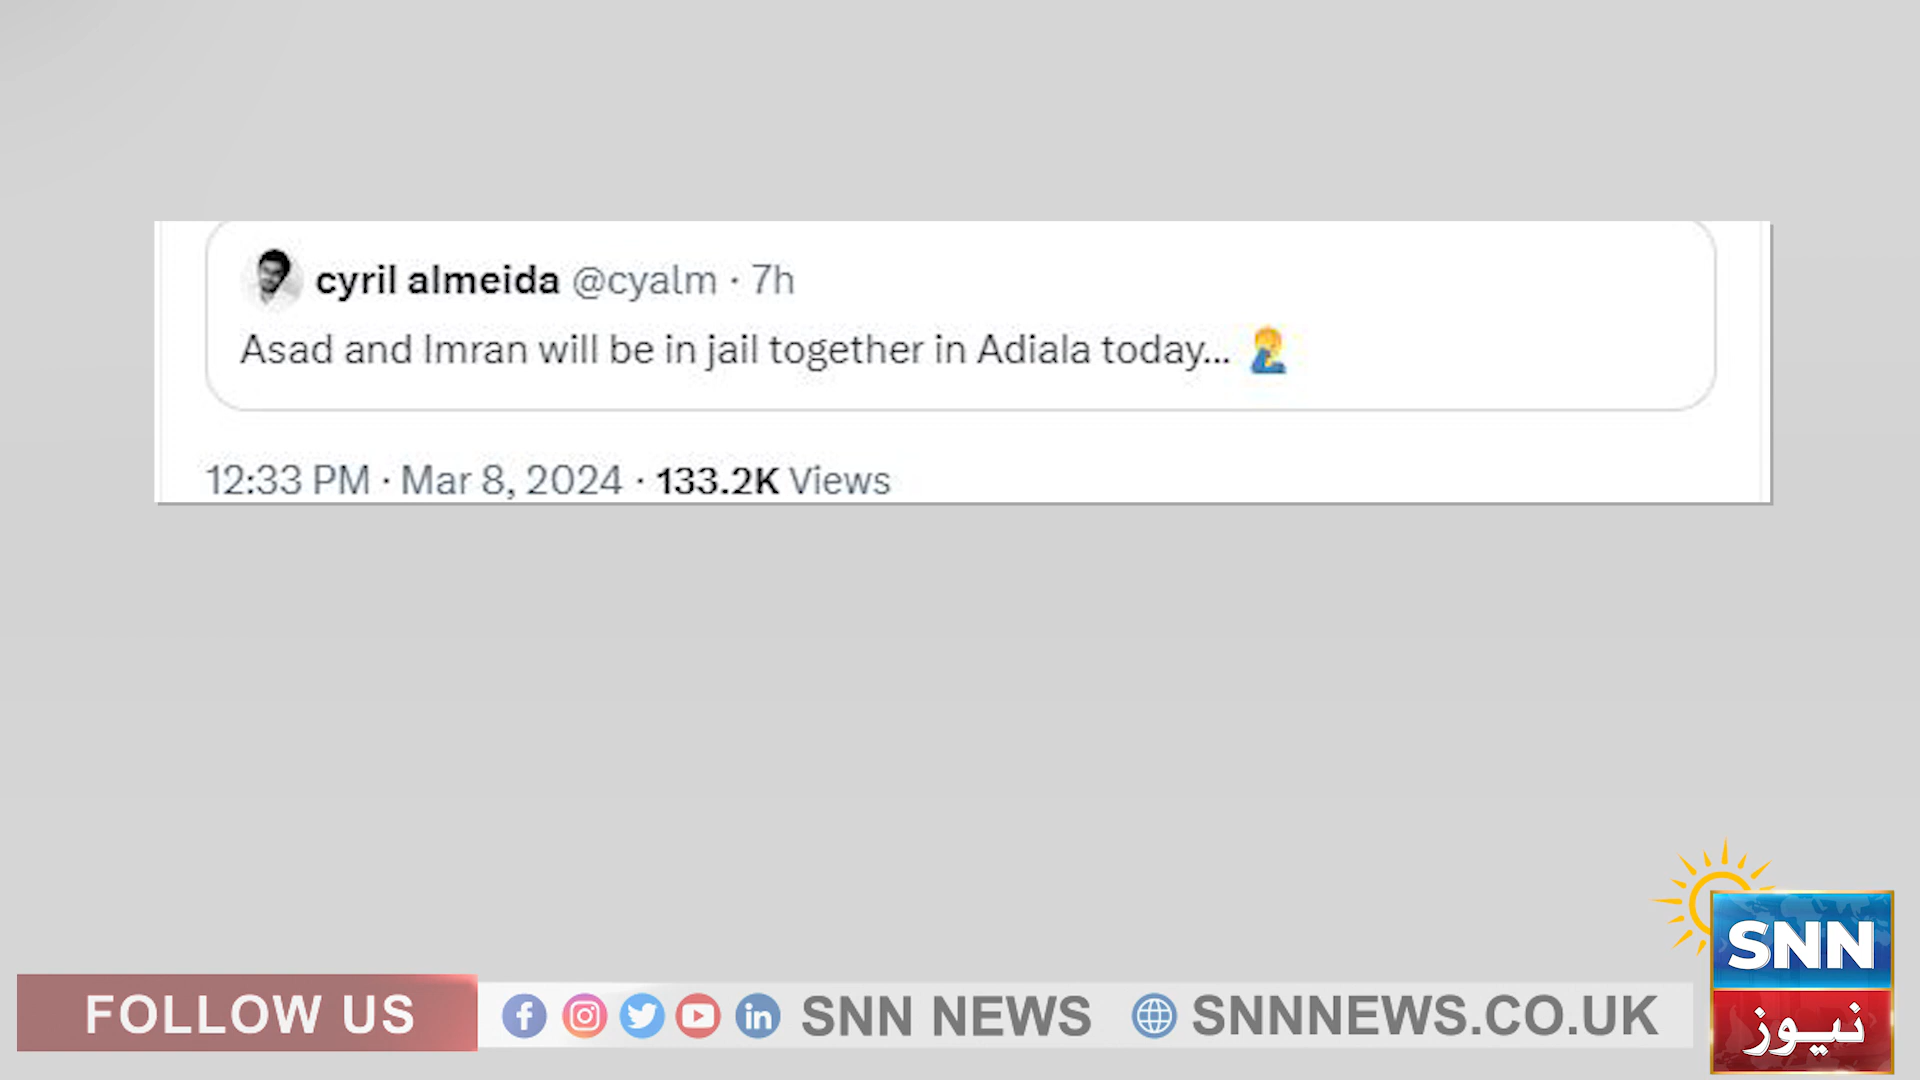 cyril almeida @cyalm · 7h
Asad and Imran will be in jail together in Adiala today... 🤦‍♂️
12:33 PM · Mar 8, 2024 · 133.2K Views
SNN
نیوز
FOLLOW US
SNN NEWS
SNNNEWS.CO.UK